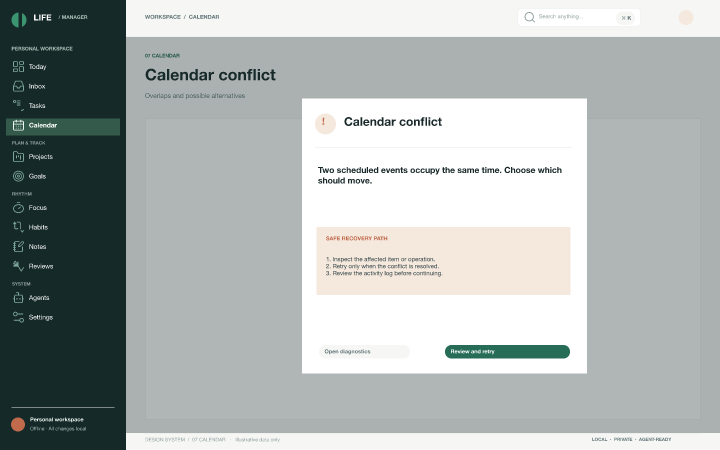 LIFE / MANAGER
WORKSPACE / CALENDAR
Search anything...
⌘ K
PERSONAL WORKSPACE
Today
Inbox
Tasks
Calendar
PLAN & TRACK
Projects
Goals
RHYTHM
Focus
Habits
Notes
Reviews
SYSTEM
Agents
Settings
Personal workspace
Offline · All changes local
07 CALENDAR
Calendar conflict
Overlaps and possible alternatives
!
Calendar conflict
Two scheduled events occupy the same time. Choose which
should move.
SAFE RECOVERY PATH
1. Inspect the affected item or operation.
2. Retry only when the conflict is resolved.
3. Review the activity log before continuing.
Open diagnostics
Review and retry
DESIGN SYSTEM / 07 CALENDAR · Illustrative data only
LOCAL · PRIVATE · AGENT-READY